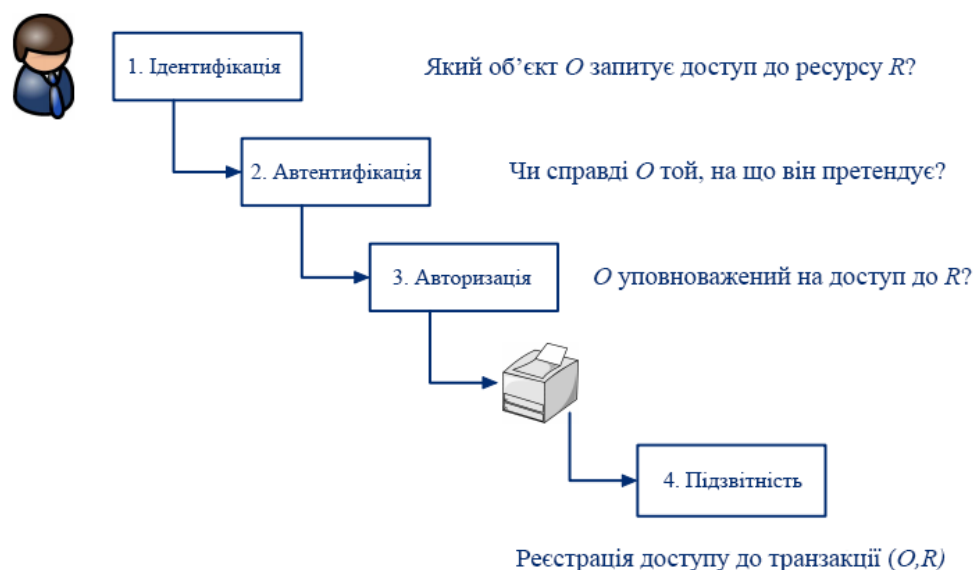 1. Ідентифікація
Який об’єкт O запитує доступ до ресурсу R?
2. Автентифікація
Чи справді O той, на що він претендує?
3. Авторизація
O уповноважений на доступ до R?
4. Підзвітність
Реєстрація доступу до транзакції (O,R)